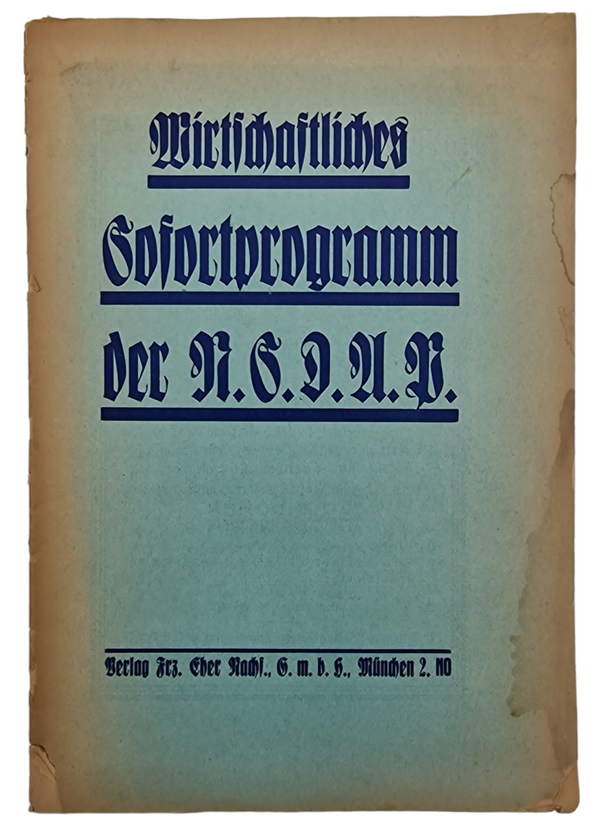 Wirtschaftliches
Sofortprogramm
der N.S.D.A.P.
Verlag Frz. Eher Nachf., G. m. b. H., München 2. NO